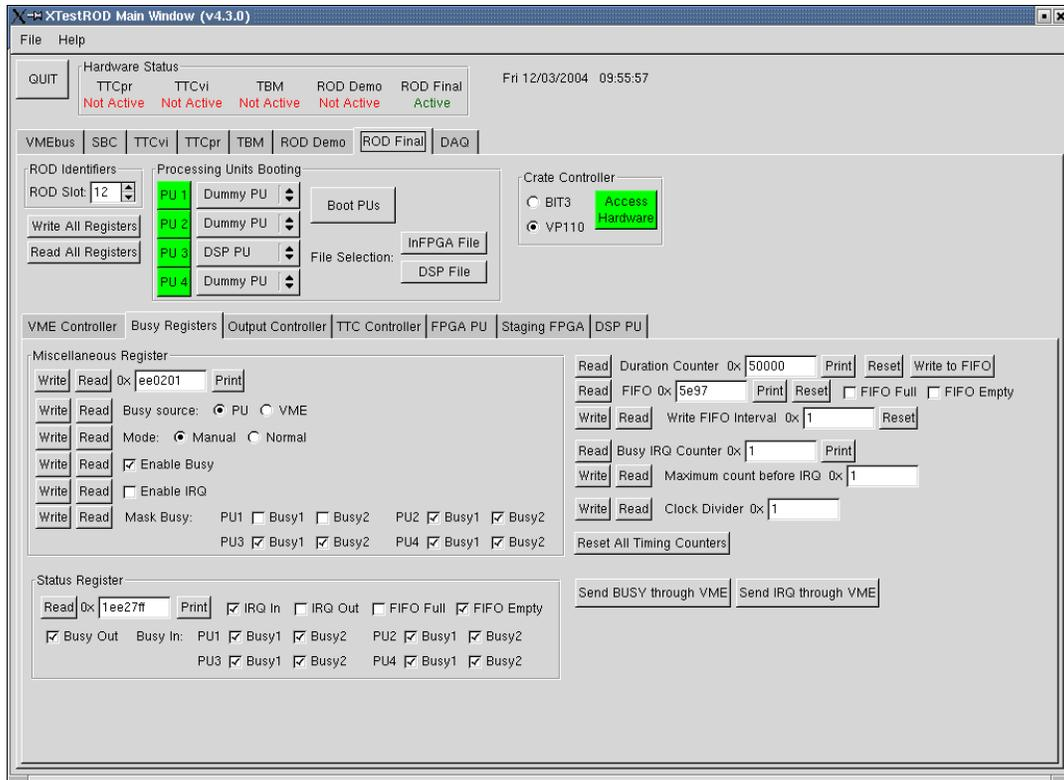 XTestROD Main Window (v4.3.0)
File Help
QUIT
Hardware Status
TTCpr TTCvi TBM ROD Demo ROD Final
Not Active Not Active Not Active Not Active Active
Fri 12/03/2004 09:55:57
VMEbus SBC TTCvi TTCpr TBM ROD Demo ROD Final DAQ
ROD Identifiers
ROD Slot: 12
Write All Registers
Read All Registers
Processing Units Booting
PU 1 Dummy PU
PU 2 Dummy PU
PU 3 DSP PU
PU 4 Dummy PU
Boot PUs
File Selection:
InFPGA File
DSP File
Crate Controller
BIT3
VP110
Access
Hardware
VME Controller Busy Registers Output Controller TTC Controller FPGA PU Staging FPGA DSP PU
Miscellaneous Register
Write Read 0x ee0201 Print
Write Read Busy source: PU VME
Write Read Mode: Manual Normal
Write Read Enable Busy
Write Read Enable IRQ
Write Read Mask Busy: PU1 Busy1 Busy2 PU2 Busy1 Busy2
PU3 Busy1 Busy2 PU4 Busy1 Busy2
Read Duration Counter 0x 50000 Print Reset Write to FIFO
Read FIFO 0x 5e97 Print Reset FIFO Full FIFO Empty
Write Read Write FIFO Interval 0x 1 Reset
Read Busy IRQ Counter 0x 1 Print
Write Read Maximum count before IRQ 0x 1
Write Read Clock Divider 0x 1
Reset All Timing Counters
Status Register
Read 0x 1ee27ff Print IRQ In IRQ Out FIFO Full FIFO Empty
Busy Out Busy In: PU1 Busy1 Busy2 PU2 Busy1 Busy2
PU3 Busy1 Busy2 PU4 Busy1 Busy2
Send BUSY through VME Send IRQ through VME